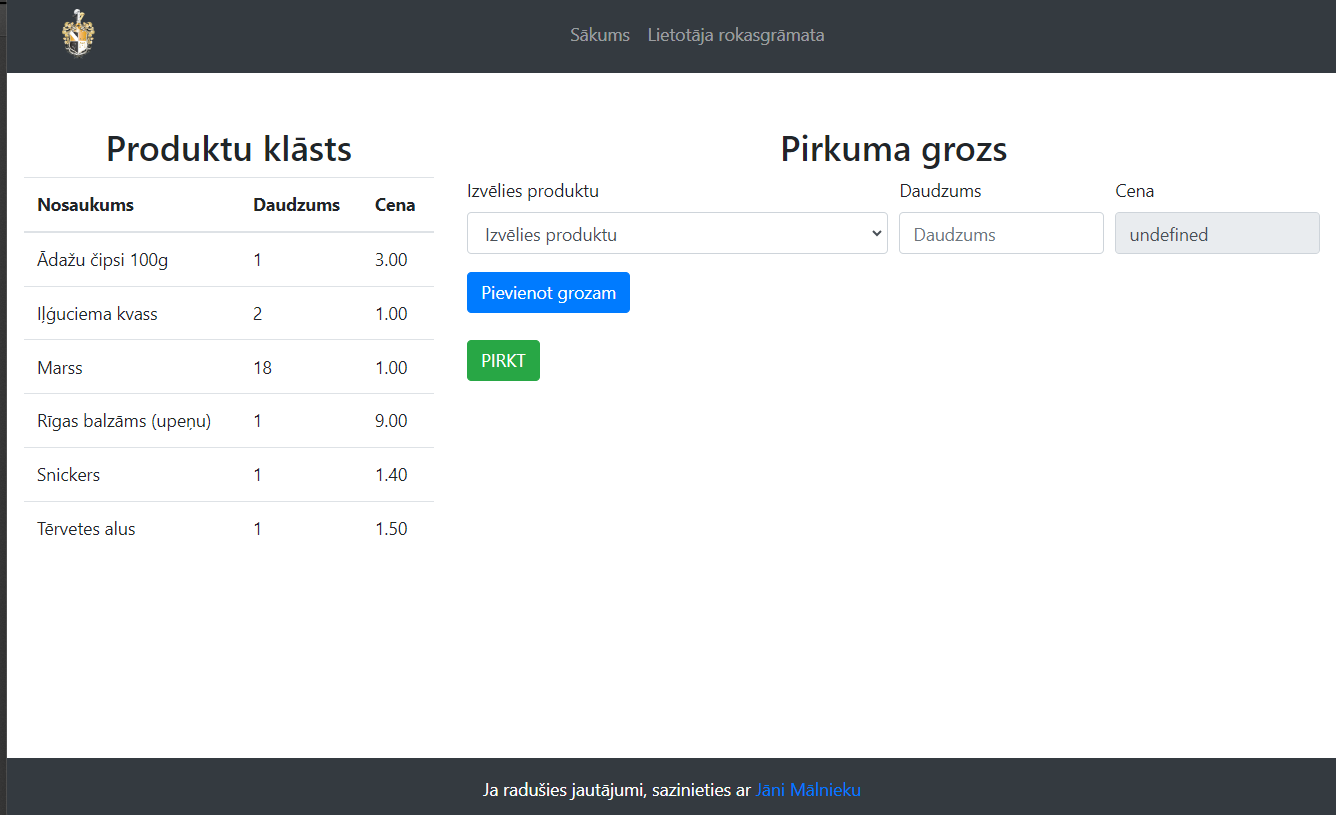 Sākums Lietotāja rokasgrāmata
Produktu klāsts
Nosaukums Daudzums Cena
Ādažu čipsi 100g 1 3.00
Iļģuciema kvass 2 1.00
Marss 18 1.00
Rīgas balzāms (upeņu) 1 9.00
Snickers 1 1.40
Tērvetes alus 1 1.50
Pirkuma grozs
Izvēlies produktu Daudzums Cena
Izvēlies produktu Daudzums undefined
Pievienot grozam
PIRKT
Ja radušies jautājumi, sazinieties ar Jāni Mālnieku